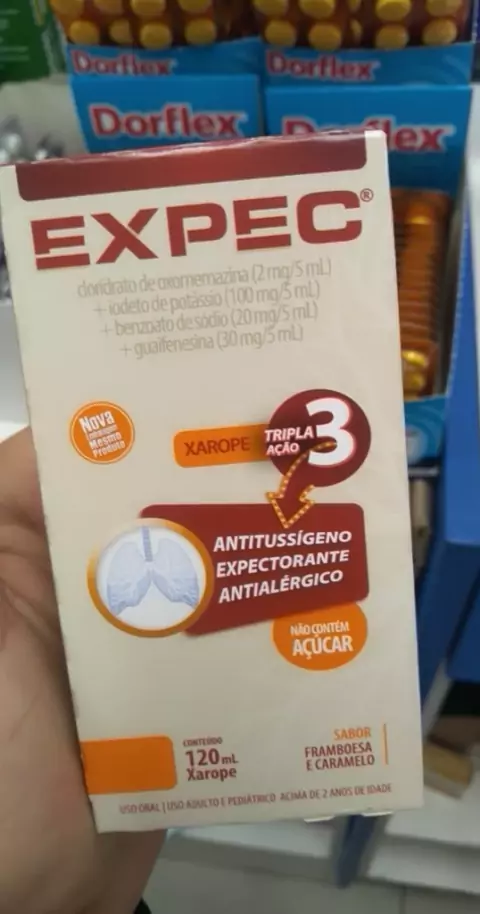 Dorflex
Dorflex
Dorflex
EXPEC®
cloridrato de oxomemazina (2 mg/5 mL)
+ iodeto de potássio (100 mg/5 mL)
+ benzoato de sódio (20 mg/5 mL)
+ guaifenesina (30 mg/5 mL)
Nova
Embalagem
Mesmo
Produto
XAROPE
TRIPLA
AÇÃO
3
ANTITUSSÍGENO
EXPECTORANTE
ANTIALÉRGICO
NÃO CONTÉM
AÇÚCAR
CONTEÚDO
120 mL
Xarope
SABOR
FRAMBOESA
E CARAMELO
USO ORAL | USO ADULTO E PEDIÁTRICO ACIMA DE 2 ANOS DE IDADE